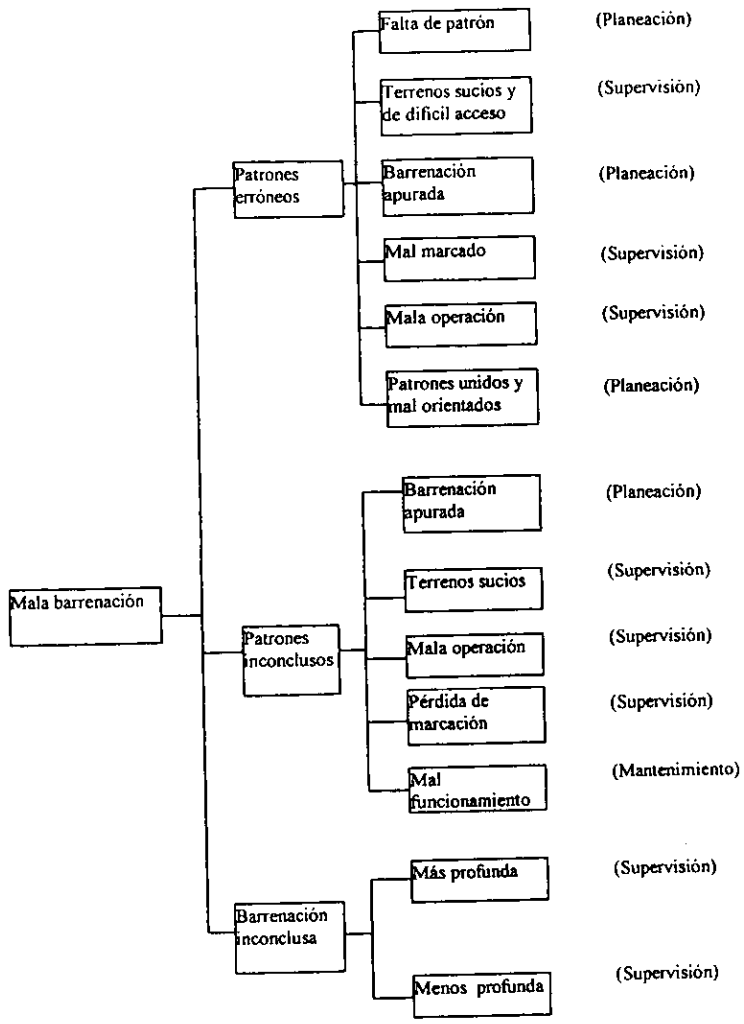 Falta de patrón (Planeación)
Terrenos sucios y (Supervisión)
de dificil acceso
Patrones
erróneos
Barrenación (Planeación)
apurada
Mal marcado (Supervisión)
Mala operación (Supervisión)
Patrones unidos y (Planeación)
mal orientados
Barrenación (Planeación)
apurada
Mala barrenación
Terrenos sucios (Supervisión)
Patrones
inconclusos
Mala operación (Supervisión)
Pérdida de (Supervisión)
marcación
Mal (Mantenimiento)
funcionamiento
Más profunda (Supervisión)
Barrenación
inconclusa
Menos profunda (Supervisión)